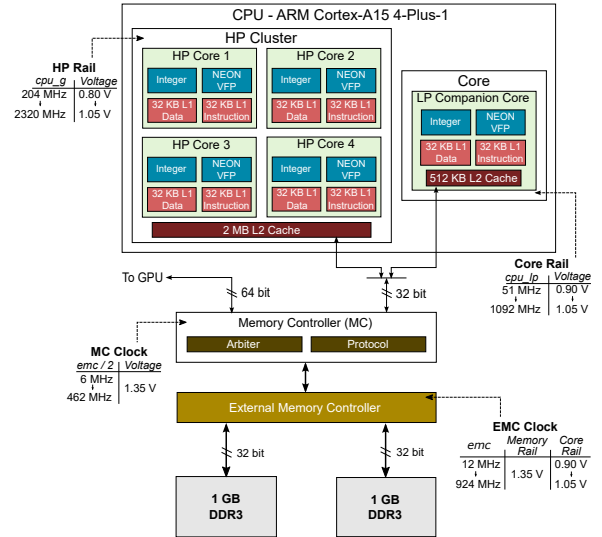 CPU - ARM Cortex-A15 4-Plus-1
HP Cluster
HP Core 1
Integer
NEON
VFP
32 KB L1
Data
32 KB L1
Instruction
HP Core 2
Integer
NEON
VFP
32 KB L1
Data
32 KB L1
Instruction
HP Core 3
Integer
NEON
VFP
32 KB L1
Data
32 KB L1
Instruction
HP Core 4
Integer
NEON
VFP
32 KB L1
Data
32 KB L1
Instruction
2 MB L2 Cache
Core
LP Companion Core
Integer
NEON
VFP
32 KB L1
Data
32 KB L1
Instruction
512 KB L2 Cache
HP Rail
cpu_g Voltage
204 MHz 0.80 V
2320 MHz 1.05 V
Core Rail
cpu_lp Voltage
51 MHz 0.90 V
1092 MHz 1.05 V
To GPU
64 bit
32 bit
Memory Controller (MC)
Arbiter
Protocol
MC Clock
emc / 2 Voltage
6 MHz
1.35 V
462 MHz
External Memory Controller
EMC Clock
emc Memory Rail Core Rail
12 MHz 0.90 V
1.35 V
924 MHz 1.05 V
32 bit
32 bit
1 GB
DDR3
1 GB
DDR3